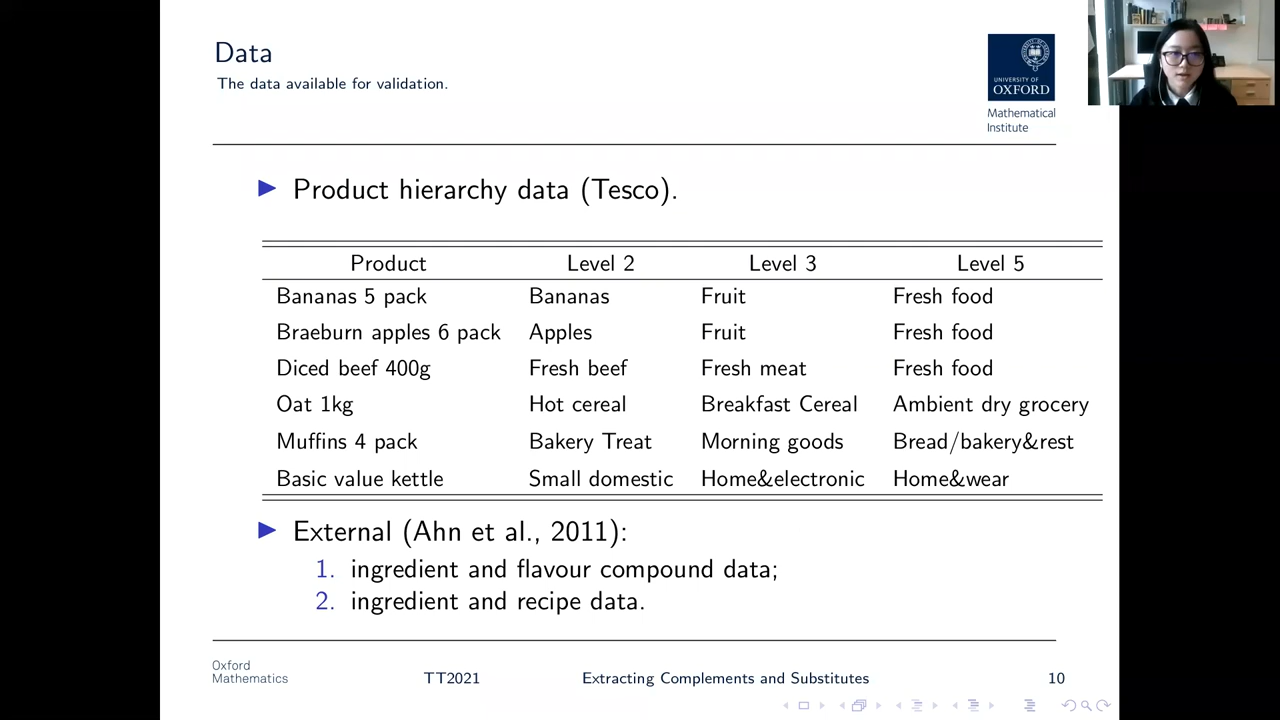 Data
The data available for validation.
UNIVERSITY OF
OXFORD
Mathematical
Institute
Product hierarchy data (Tesco).
Product Level 2 Level 3 Level 5
Bananas 5 pack Bananas Fruit Fresh food
Braeburn apples 6 pack Apples Fruit Fresh food
Diced beef 400g Fresh beef Fresh meat Fresh food
Oat 1kg Hot cereal Breakfast Cereal Ambient dry grocery
Muffins 4 pack Bakery Treat Morning goods Bread/bakery&rest
Basic value kettle Small domestic Home&electronic Home&wear
External (Ahn et al., 2011):
1. ingredient and flavour compound data;
2. ingredient and recipe data.
Oxford
Mathematics
TT2021 Extracting Complements and Substitutes 10